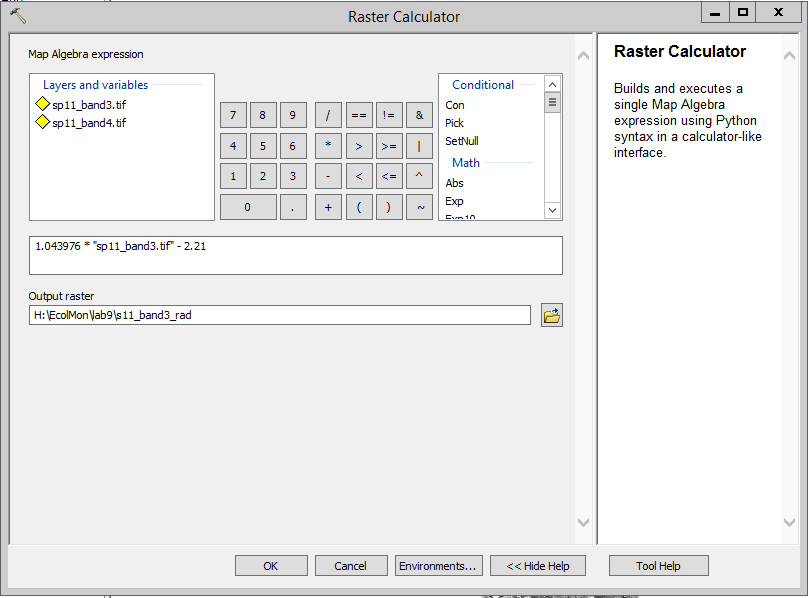 Raster Calculator
Map Algebra expression
Layers and variables
sp11_band3.tif
sp11_band4.tif
7 8 9 / == != &
4 5 6 * > >= |
1 2 3 - < <= ^
0 . + ( ) ~
Conditional
Con
Pick
SetNull
Math
Abs
Exp
Exp10
1.043976 * "sp11_band3.tif" - 2.21
Output raster
H:\EcolMon\lab9\s11_band3_rad
OK Cancel Environments... << Hide Help Tool Help
Raster Calculator
Builds and executes a
single Map Algebra
expression using Python
syntax in a calculator-like
interface.